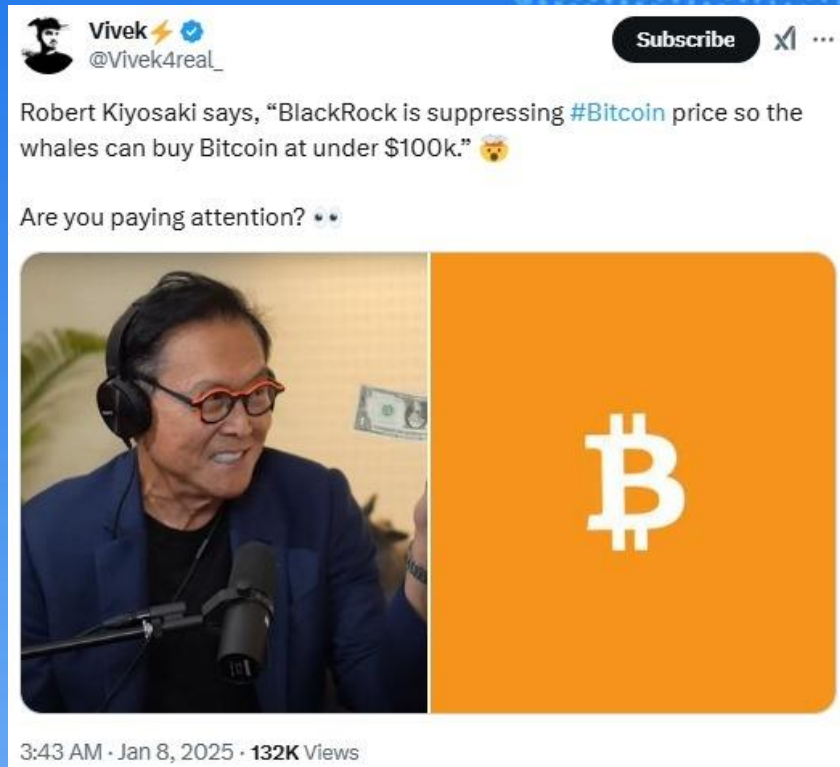 Vivek⚡
Subscribe
@Vivek4real_
Robert Kiyosaki says, “BlackRock is suppressing #Bitcoin price so the
whales can buy Bitcoin at under $100k.” 🤯
Are you paying attention? 👀
3:43 AM · Jan 8, 2025 · 132K Views